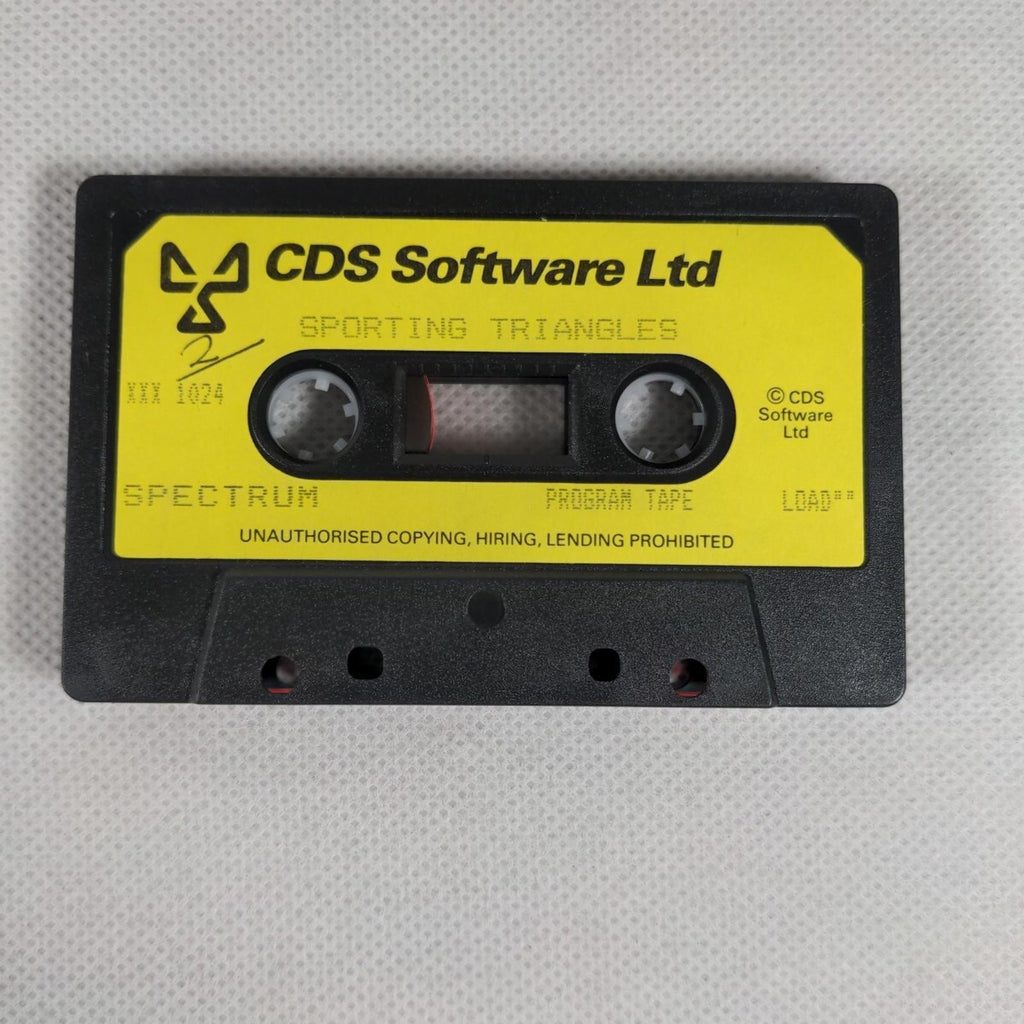 CDS Software Ltd
SPORTING TRIANGLES
2/
XXX 1024
© CDS
Software
Ltd
SPECTRUM
PROGRAM TAPE
LOAD""
UNAUTHORISED COPYING, HIRING, LENDING PROHIBITED